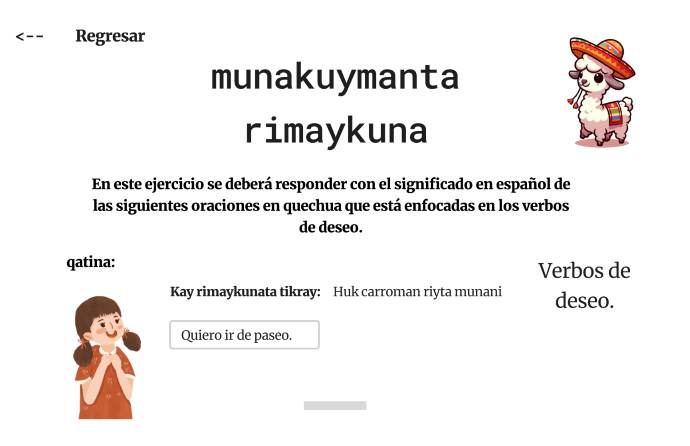 <-- Regresar
munakuymanta
rimaykuna
En este ejercicio se deberá responder con el significado en español de
las siguientes oraciones en quechua que está enfocadas en los verbos
de deseo.
qatina:
Kay rimaykunata tikray: Huk carroman riyta munani
Quiero ir de paseo.
Verbos de
deseo.